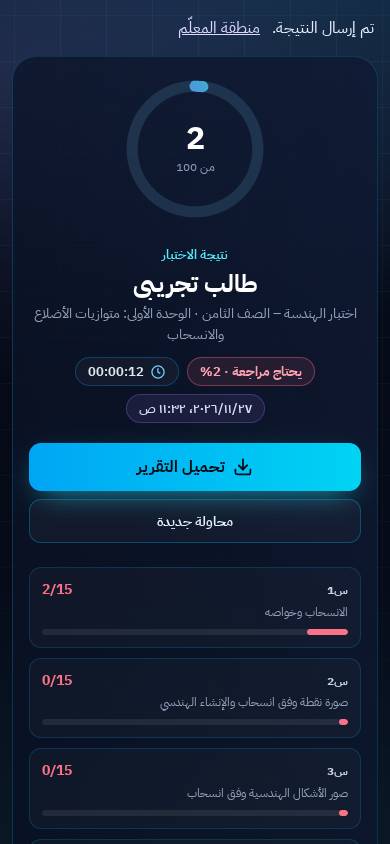 تم إرسال النتيجة. منطقة المعلّم
2
من 100
نتيجة الاختبار
طالب تجريبي
اختبار الهندسة – الصف الثامن · الوحدة الأولى: متوازيات الأضلاع
والانسحاب
يحتاج مراجعة · 2%
00:00:12
٢٠٢٦/١١/٢٧، ١١:٣٢ ص
تحميل التقرير
محاولة جديدة
س1 2/15
الانسحاب وخواصه
س2 0/15
صورة نقطة وفق انسحاب والإنشاء الهندسي
س3 0/15
صور الأشكال الهندسية وفق انسحاب